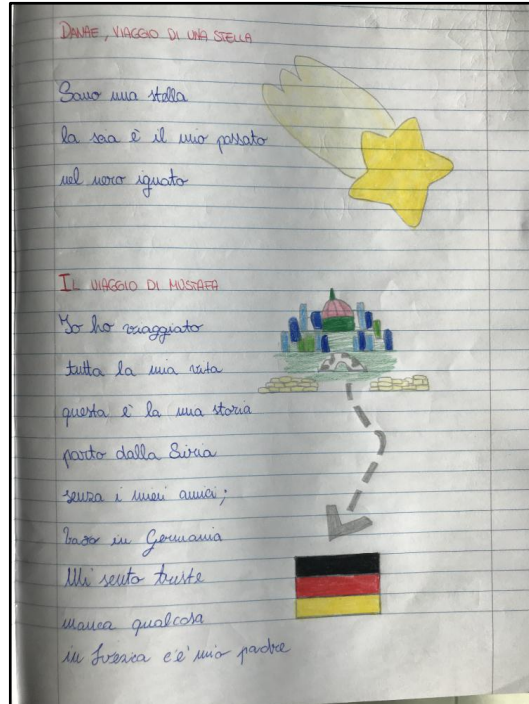 DANAE, VIAGGIO DI UNA STELLA
Sono una stella
la scia è il mio passato
nel nero ignoto
IL VIAGGIO DI MUSTAFA
Io ho viaggiato
tutta la mia vita
questa è la mia storia
parto dalla Siria
senza i miei amici;
vado in Germania
Mi sento triste
manca qualcosa
in Svezia c'è mio padre